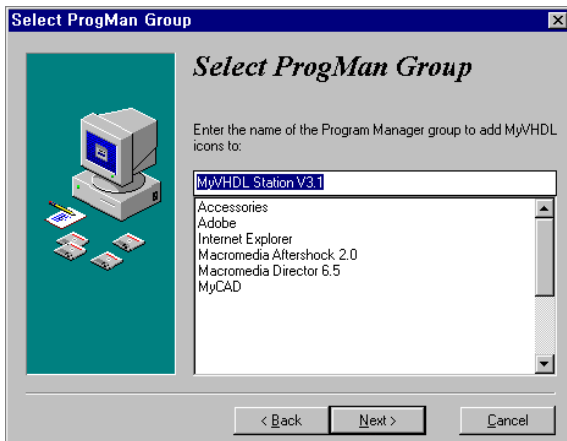 Select ProgMan Group
Select ProgMan Group
Enter the name of the Program Manager group to add MyVHDL
icons to:
MyVHDL Station V3.1
Accessories
Adobe
Internet Explorer
Macromedia Aftershock 2.0
Macromedia Director 6.5
MyCAD
< Back Next > Cancel